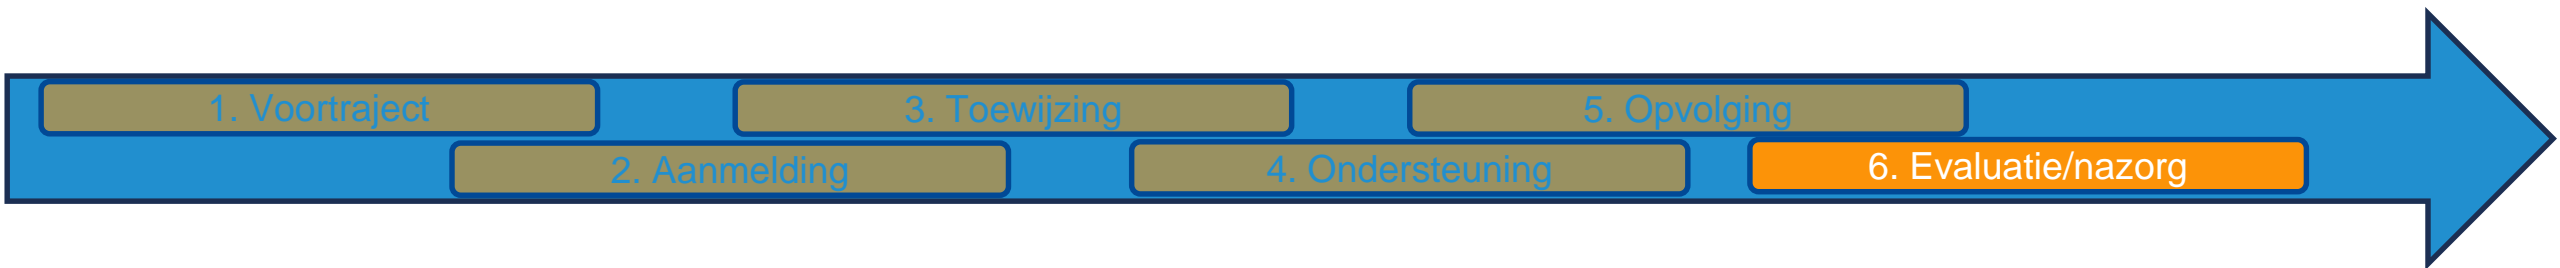 1. Voortraject
2. Aanmelding
3. Toewijzing
4. Ondersteuning
5. Opvolging
6. Evaluatie/nazorg